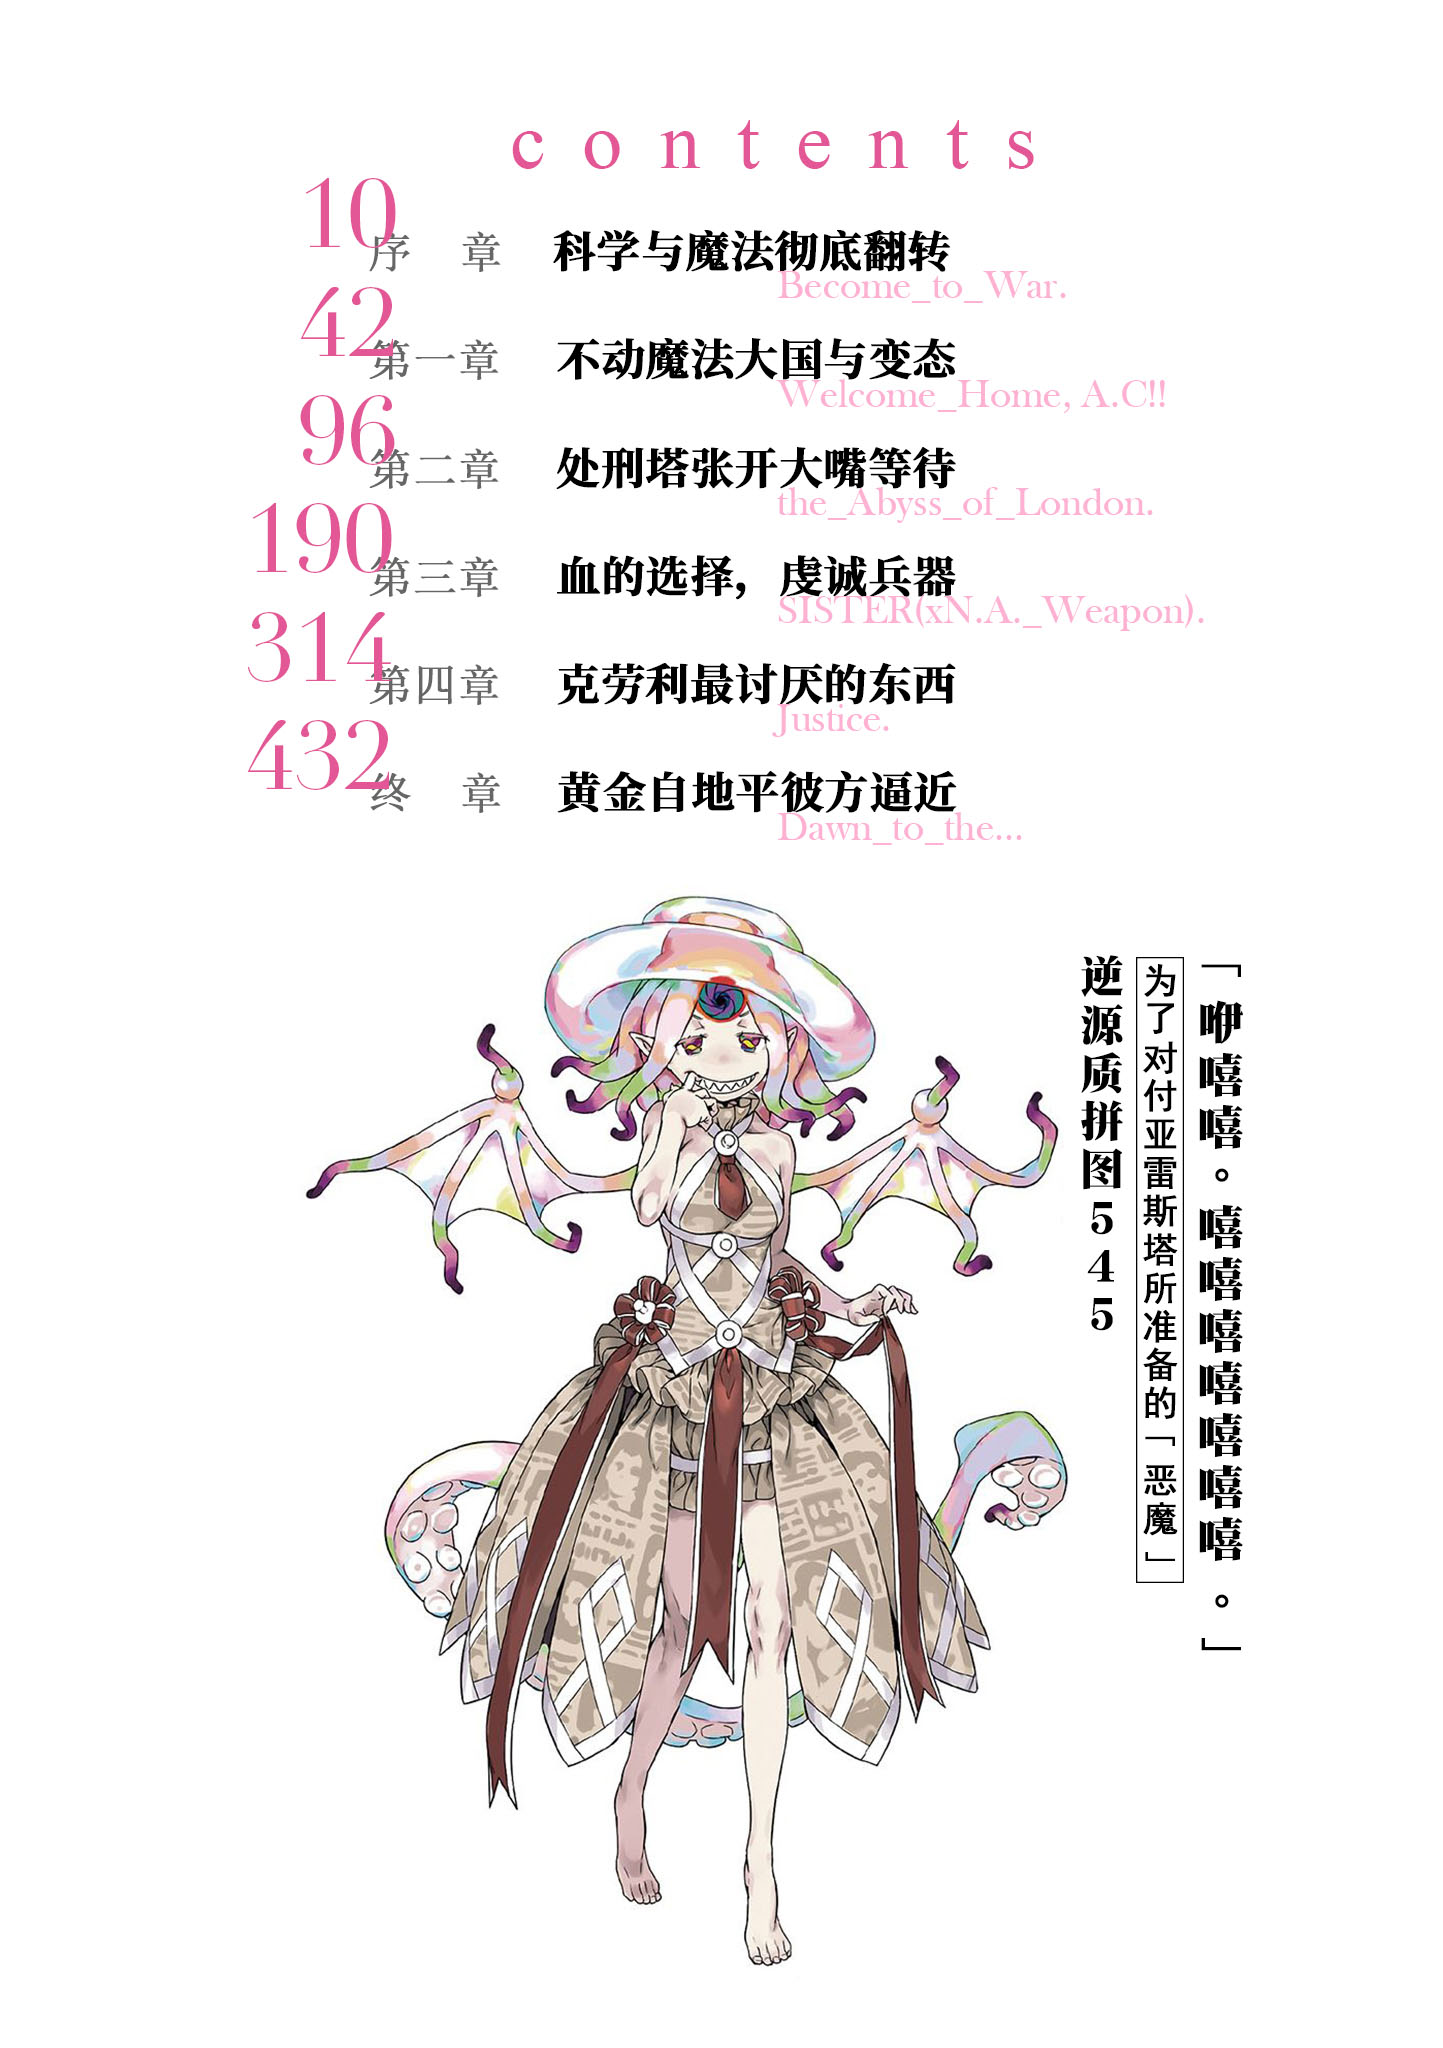 contents
10
序 章 科学与魔法彻底翻转
Become_to_War.
42
第一章 不动魔法大国与变态
Welcome_Home, A.C!!
96
第二章 处刑塔张开大嘴等待
the_Abyss_of_London.
190
第三章 血的选择，虔诚兵器
SISTER(xN.A._Weapon).
314
第四章 克劳利最讨厌的东西
Justice.
432
终 章 黄金自地平彼方逼近
Dawn_to_the...
「咿嘻嘻。嘻嘻嘻嘻嘻嘻嘻。」
为了对付亚雷斯塔所准备的「恶魔」
逆源质拼图545